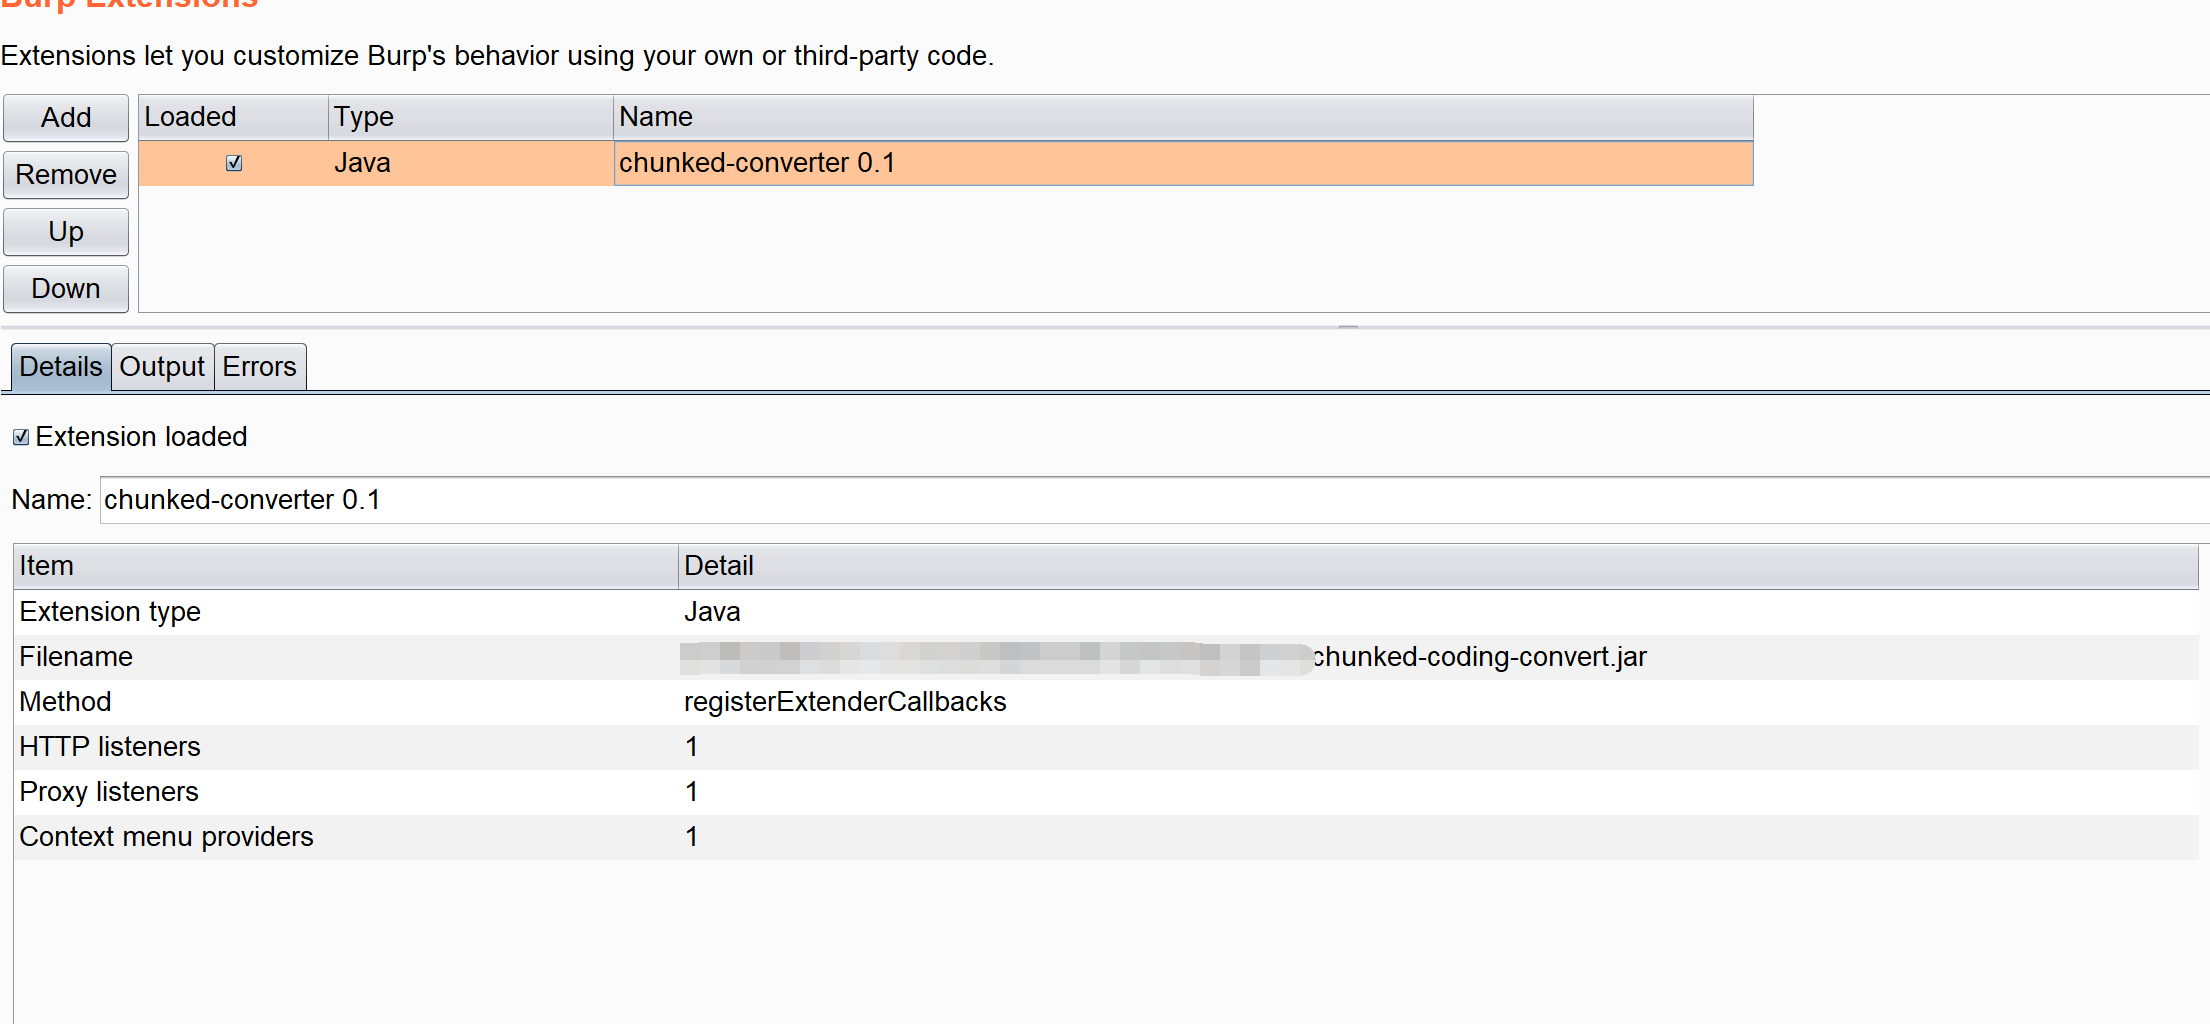 Burp Extensions
Extensions let you customize Burp's behavior using your own or third-party code.
Add
Loaded Type Name
Remove
chunked-converter 0.1
Java
Up
Down
Details Output Errors
Extension loaded
Name: chunked-converter 0.1
Item Detail
Extension type Java
Filename chunked-coding-convert.jar
Method registerExtenderCallbacks
HTTP listeners 1
Proxy listeners 1
Context menu providers 1